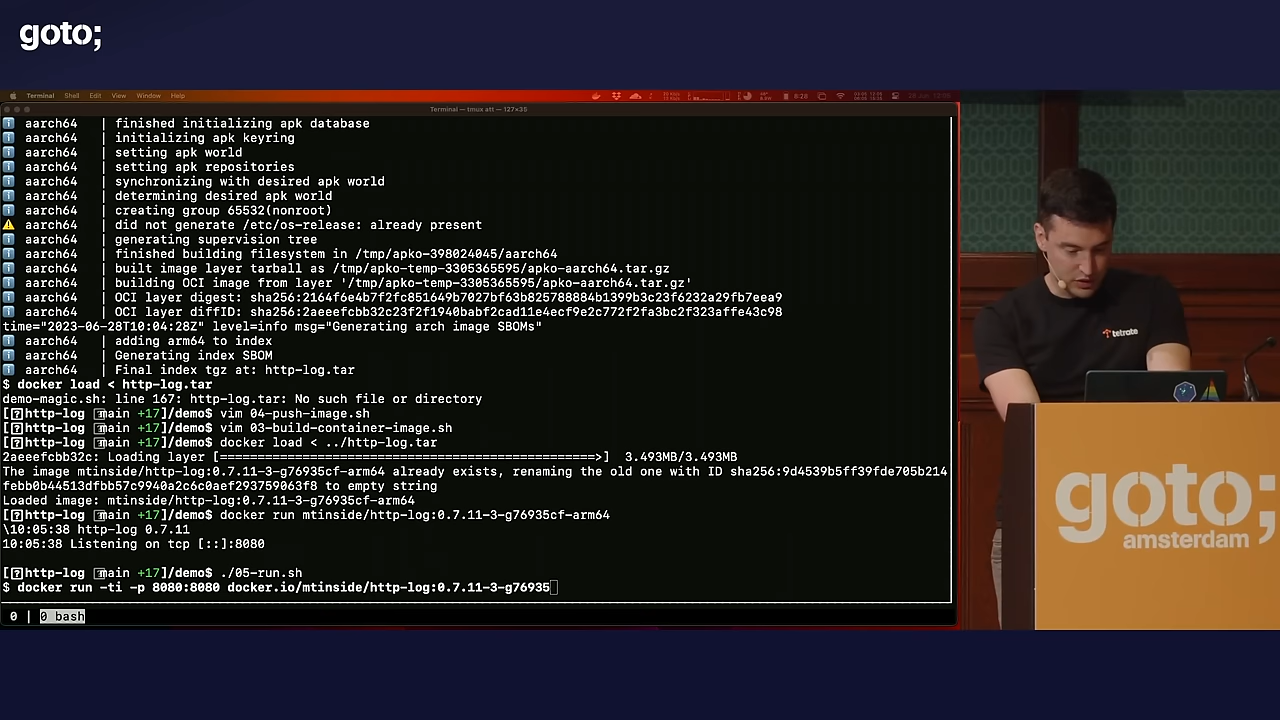 goto;
Terminal Shell Edit View Window Help
Terminal — tmux att — 127×35
aarch64 | finished initializing apk database
aarch64 | initializing apk keyring
aarch64 | setting apk world
aarch64 | setting apk repositories
aarch64 | synchronizing with desired apk world
aarch64 | determining desired apk world
aarch64 | creating group 65532(nonroot)
aarch64 | did not generate /etc/os-release: already present
aarch64 | generating supervision tree
aarch64 | finished building filesystem in /tmp/apko-398024045/aarch64
aarch64 | built image layer tarball as /tmp/apko-temp-3305365595/apko-aarch64.tar.gz
aarch64 | building OCI image from layer '/tmp/apko-temp-3305365595/apko-aarch64.tar.gz'
aarch64 | OCI layer digest: sha256:2164f6e4b7f2fc851649b7027bf63b825788884b1399b3c23f6232a29fb7eea9
aarch64 | OCI layer diffID: sha256:2aeeefcbb32c23f2f1940babf2cad11e4ecf9e2c772f2fa3bc2f323affe43c98
time="2023-06-28T10:04:28Z" level=info msg="Generating arch image SBOMs"
aarch64 | adding arm64 to index
aarch64 | Generating index SBOM
aarch64 | Final index tgz at: http-log.tar
$ docker load < http-log.tar
demo-magic.sh: line 167: http-log.tar: No such file or directory
[?http-log main +17]/demo$ vim 04-push-image.sh
[?http-log main +17]/demo$ vim 03-build-container-image.sh
[?http-log main +17]/demo$ docker load < ../http-log.tar
2aeeefcbb32c: Loading layer [==================================================>] 3.493MB/3.493MB
The image mtinside/http-log:0.7.11-3-g76935cf-arm64 already exists, renaming the old one with ID sha256:9d4539b5ff39fde705b214
febb0b44513dfbb57c9940a2c6c0aef293759063f8 to empty string
Loaded image: mtinside/http-log:0.7.11-3-g76935cf-arm64
[?http-log main +17]/demo$ docker run mtinside/http-log:0.7.11-3-g76935cf-arm64
\10:05:38 http-log 0.7.11
10:05:38 Listening on tcp [::]:8080
[?http-log main +17]/demo$ ./05-run.sh
$ docker run -ti -p 8080:8080 docker.io/mtinside/http-log:0.7.11-3-g76935
0 | 0 bash
tetrate
goto;
amsterdam